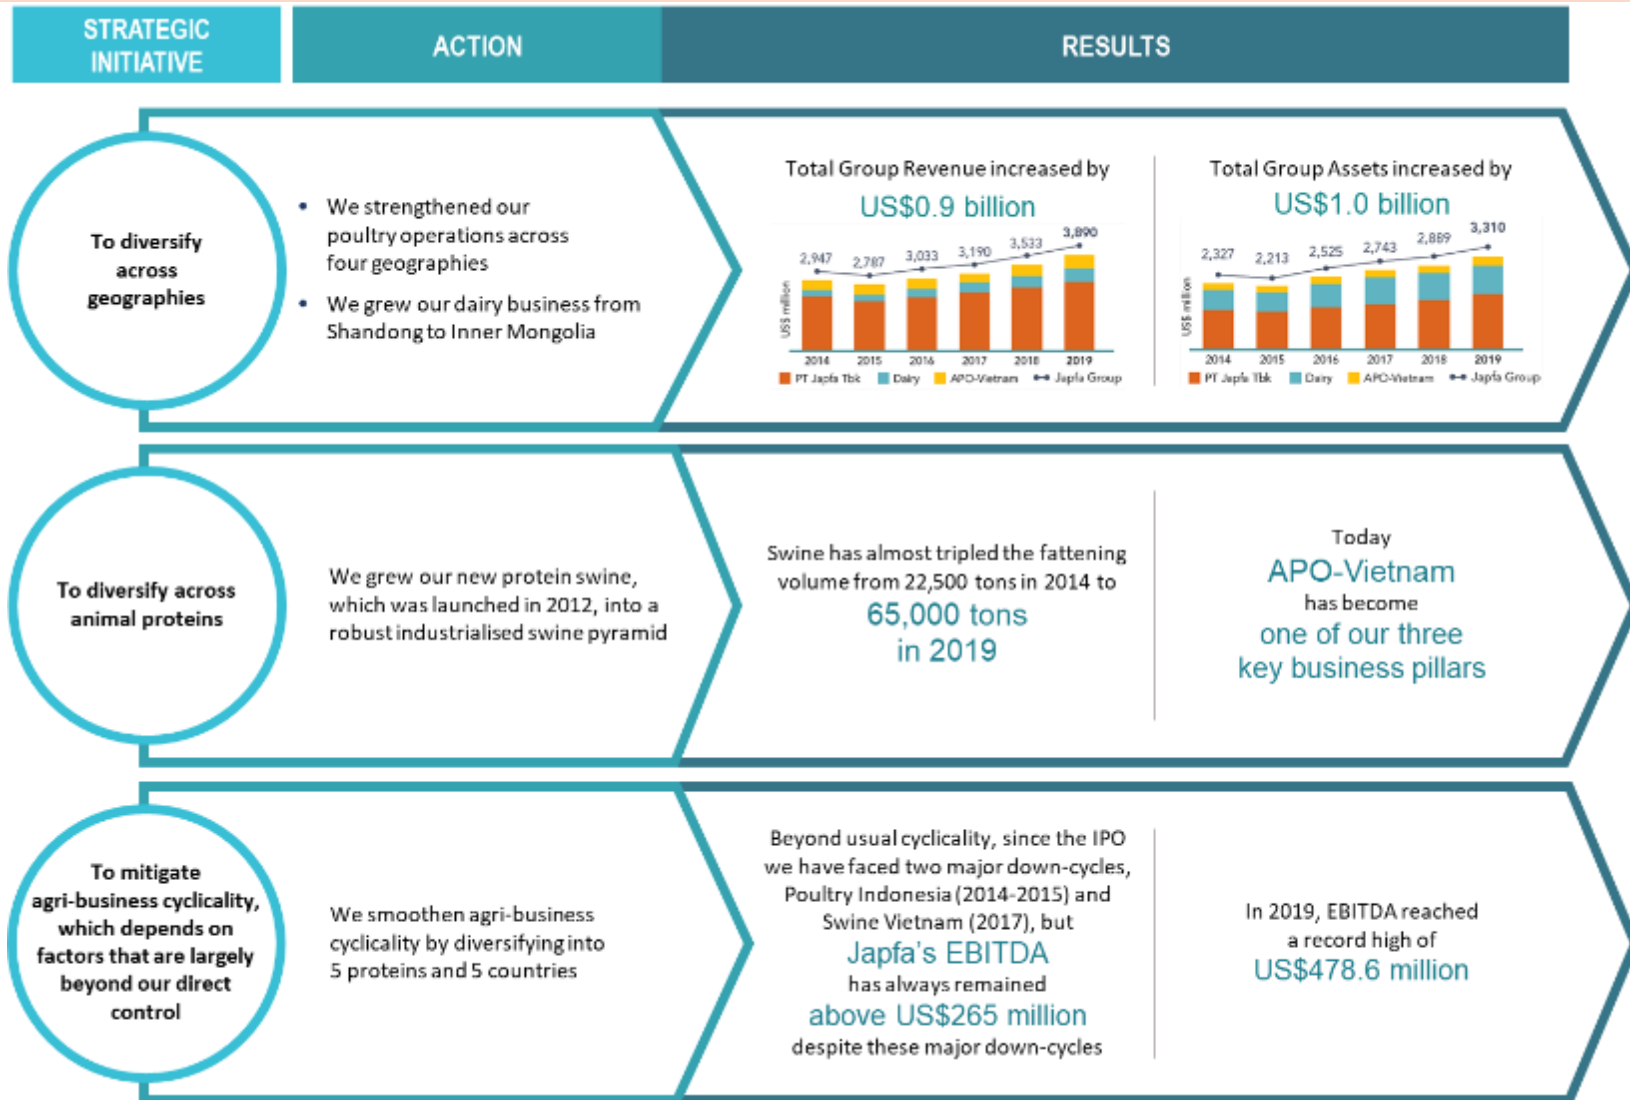 STRATEGIC
INITIATIVE
ACTION
RESULTS
To diversify
across
geographies
• We strengthened our
poultry operations across
four geographies
• We grew our dairy business from
Shandong to Inner Mongolia
Total Group Revenue increased by
US$0.9 billion
US$ million
2,947
2,787
3,033
3,190
3,533
3,890
2014
2015
2016
2017
2018
2019
PT Japfa Tbk
Dairy
APO-Vietnam
Japfa Group
Total Group Assets increased by
US$1.0 billion
US$ million
2,327
2,213
2,525
2,743
2,889
3,310
2014
2015
2016
2017
2018
2019
PT Japfa Tbk
Dairy
APO-Vietnam
Japfa Group
To diversify across
animal proteins
We grew our new protein swine,
which was launched in 2012, into a
robust industrialised swine pyramid
Swine has almost tripled the fattening
volume from 22,500 tons in 2014 to
65,000 tons
in 2019
Today
APO-Vietnam
has become
one of our three
key business pillars
To mitigate
agri-business cyclicality,
which depends on
factors that are largely
beyond our direct
control
We smoothen agri-business
cyclicality by diversifying into
5 proteins and 5 countries
Beyond usual cyclicality, since the IPO
we have faced two major down-cycles,
Poultry Indonesia (2014-2015) and
Swine Vietnam (2017), but
Japfa's EBITDA
has always remained
above US$265 million
despite these major down-cycles
In 2019, EBITDA reached
a record high of
US$478.6 million